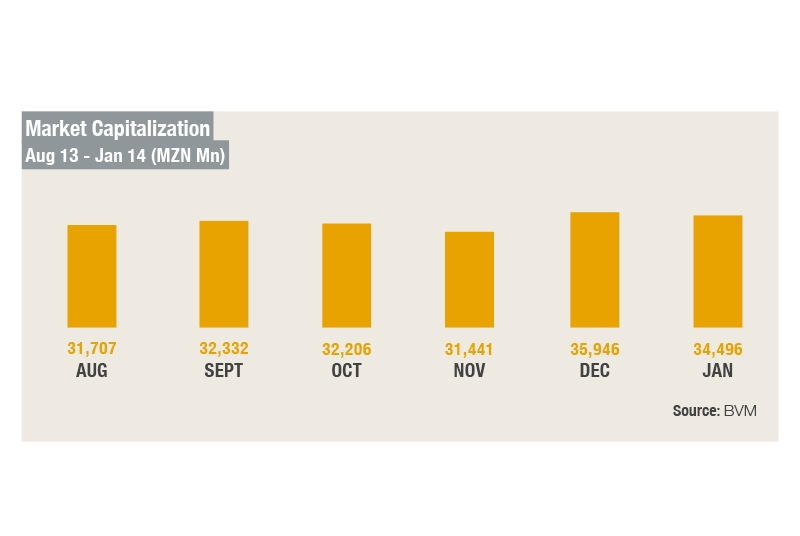 Market Capitalization
Aug 13 - Jan 14 (MZN Mn)
31,707 32,332 32,206 31,441 35,946 34,496
AUG SEPT OCT NOV DEC JAN
Source: BVM